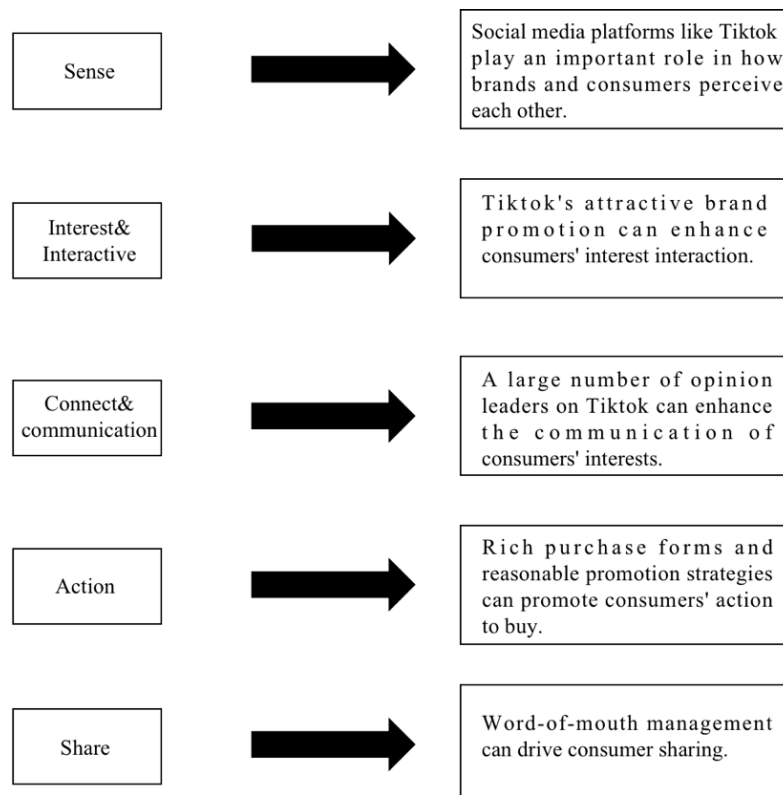 Sense
Social media platforms like Tiktok
play an important role in how
brands and consumers perceive
each other.
Interest&
Interactive
Tiktok's attractive brand
promotion can enhance
consumers' interest interaction.
Connect&
communication
A large number of opinion
leaders on Tiktok can enhance
the communication of
consumers' interests.
Action
Rich purchase forms and
reasonable promotion strategies
can promote consumers' action
to buy.
Share
Word-of-mouth management
can drive consumer sharing.